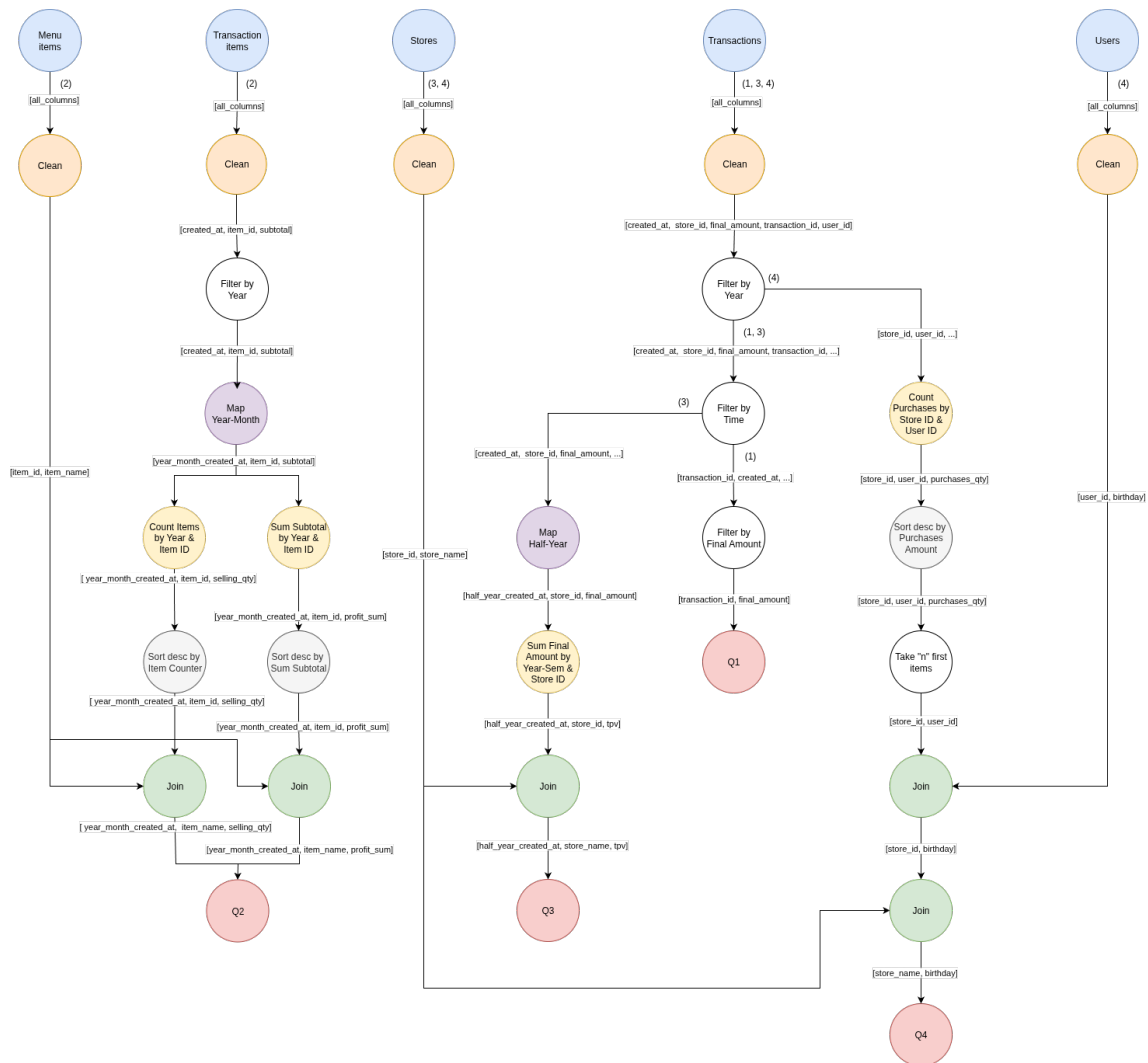 Menu
items
Transaction
items
Stores
Transactions
Users
(2)
(2)
(3, 4)
(1, 3, 4)
(4)
[all_columns]
[all_columns]
[all_columns]
[all_columns]
[all_columns]
Clean
Clean
Clean
Clean
Clean
[created_at, item_id, subtotal]
[created_at,  store_id, final_amount, transaction_id, user_id]
Filter by
Year
Filter by
Year
(4)
(1, 3)
[store_id, user_id, ...]
[created_at, item_id, subtotal]
[created_at,  store_id, final_amount, transaction_id, ...]
Map
Year-Month
(3)
Filter by
Time
Count
Purchases by
Store ID &
User ID
[item_id, item_name]
[year_month_created_at, item_id, subtotal]
[created_at,  store_id, final_amount, ...]
(1)
[transaction_id, created_at, ...]
[store_id, user_id, purchases_qty]
[user_id, birthday]
Count Items
by Year &
Item ID
Sum Subtotal
by Year &
Item ID
[store_id, store_name]
Map
Half-Year
Filter by
Final Amount
Sort desc by
Purchases
Amount
[ year_month_created_at, item_id, selling_qty]
[year_month_created_at, item_id, profit_sum]
[half_year_created_at, store_id, final_amount]
[transaction_id, final_amount]
[store_id, user_id, purchases_qty]
Sort desc by
Item Counter
Sort desc by
Sum Subtotal
Sum Final
Amount by
Year-Sem &
Store ID
Q1
Take "n" first
items
[ year_month_created_at, item_id, selling_qty]
[year_month_created_at, item_id, profit_sum]
[half_year_created_at, store_id, tpv]
[store_id, user_id]
Join
Join
Join
Join
[ year_month_created_at,  item_name, selling_qty]
[year_month_created_at, item_name, profit_sum]
[half_year_created_at, store_name, tpv]
[store_id, birthday]
Q2
Q3
Join
[store_name, birthday]
Q4